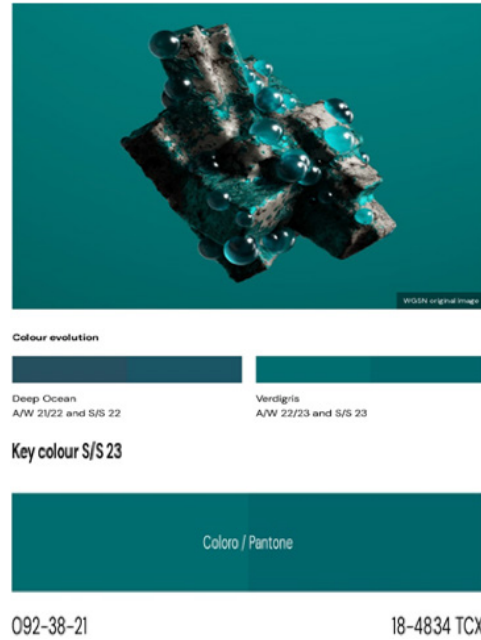 WGSN original image
Colour evolution
Deep Ocean
A/W 21/22 and S/S 22
Verdigris
A/W 22/23 and S/S 23
Key colour S/S 23
Coloro / Pantone
092-38-21
18-4834 TCX